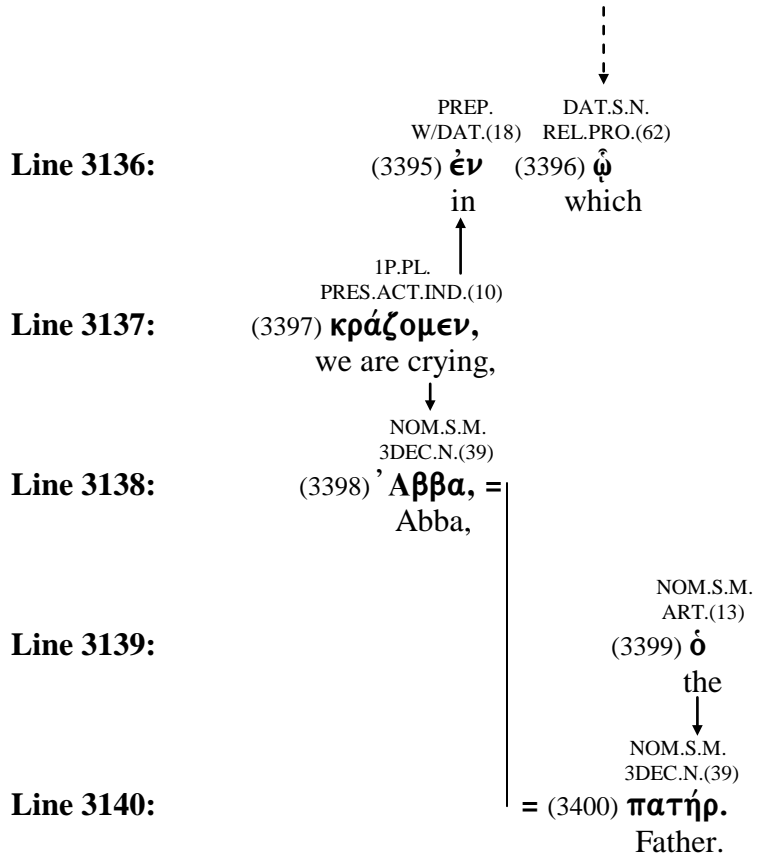 PREP. DAT.S.N.
W/DAT.(18) REL.PRO.(62)
Line 3136: (3395) ἐν (3396) ᾧ
in which
1P.PL.
PRES.ACT.IND.(10)
Line 3137: (3397) κράζομεν,
we are crying,
NOM.S.M.
3DEC.N.(39)
Line 3138: (3398) ᾿Αββα, =
Abba,
NOM.S.M.
ART.(13)
Line 3139: (3399) ὁ
the
NOM.S.M.
3DEC.N.(39)
Line 3140: = (3400) πατήρ.
Father.